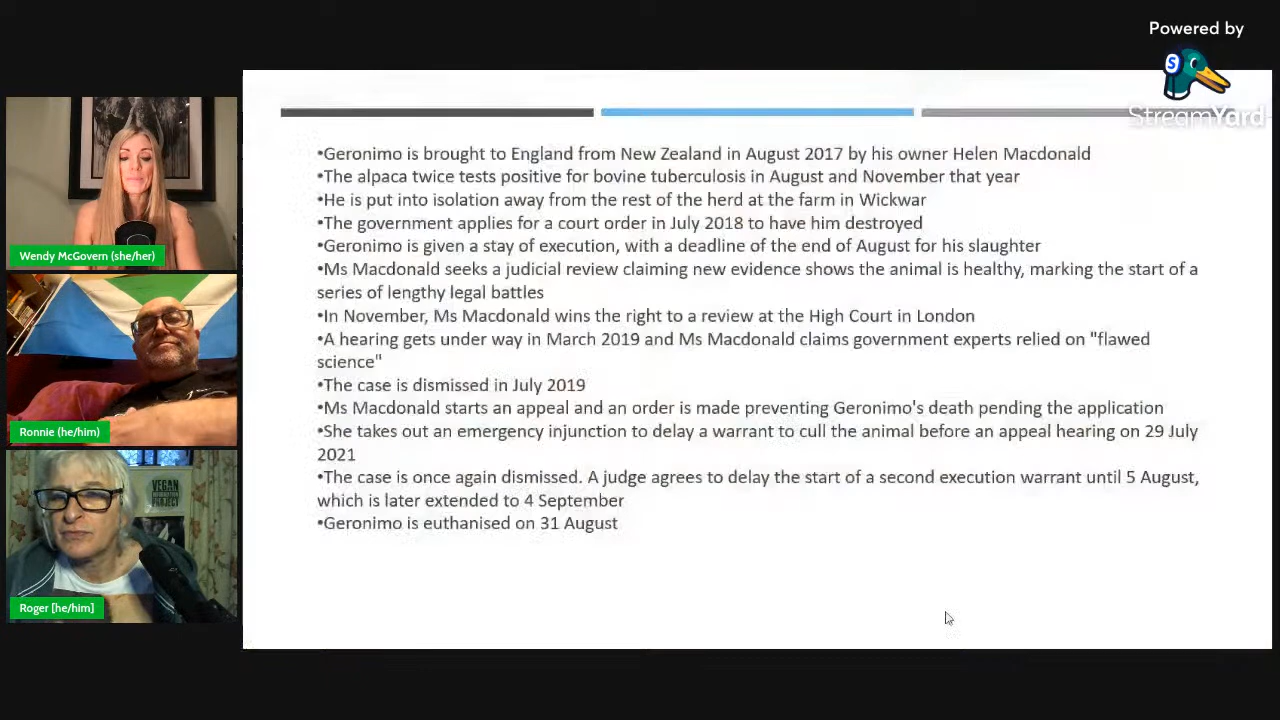 Powered by
StreamYard
Wendy McGovern (she/her)
Ronnie (he/him)
VEGAN
INFORMATION
PROJECT
Roger [he/him]
•Geronimo is brought to England from New Zealand in August 2017 by his owner Helen Macdonald
•The alpaca twice tests positive for bovine tuberculosis in August and November that year
•He is put into isolation away from the rest of the herd at the farm in Wickwar
•The government applies for a court order in July 2018 to have him destroyed
•Geronimo is given a stay of execution, with a deadline of the end of August for his slaughter
•Ms Macdonald seeks a judicial review claiming new evidence shows the animal is healthy, marking the start of a
series of lengthy legal battles
•In November, Ms Macdonald wins the right to a review at the High Court in London
•A hearing gets under way in March 2019 and Ms Macdonald claims government experts relied on "flawed
science"
•The case is dismissed in July 2019
•Ms Macdonald starts an appeal and an order is made preventing Geronimo's death pending the application
•She takes out an emergency injunction to delay a warrant to cull the animal before an appeal hearing on 29 July
2021
•The case is once again dismissed. A judge agrees to delay the start of a second execution warrant until 5 August,
which is later extended to 4 September
•Geronimo is euthanised on 31 August